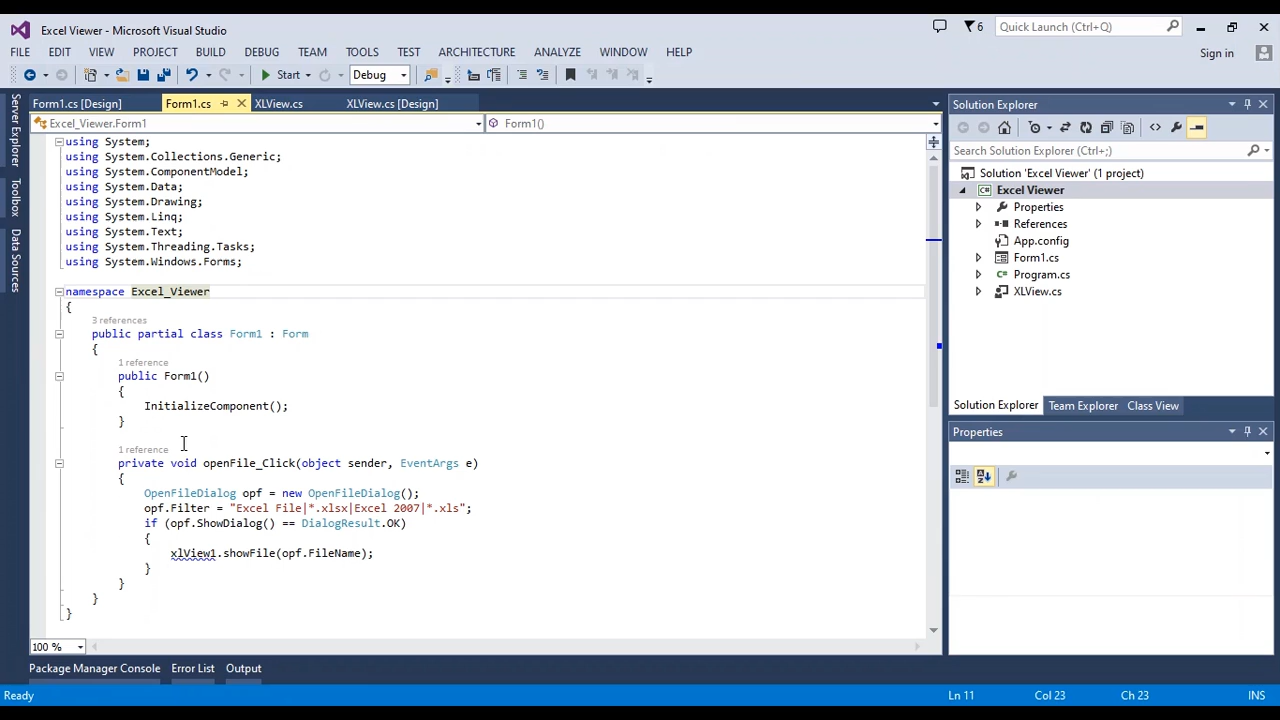 Excel Viewer - Microsoft Visual Studio
6
Quick Launch (Ctrl+Q)
FILE EDIT VIEW PROJECT BUILD DEBUG TEAM TOOLS TEST ARCHITECTURE ANALYZE WINDOW HELP
Sign in
Start
Debug
Server Explorer
Toolbox
Data Sources
Form1.cs [Design] Form1.cs XLView.cs XLView.cs [Design]
Excel_Viewer.Form1
Form1()
using System;
using System.Collections.Generic;
using System.ComponentModel;
using System.Data;
using System.Drawing;
using System.Linq;
using System.Text;
using System.Threading.Tasks;
using System.Windows.Forms;
namespace Excel_Viewer
{
3 references
public partial class Form1 : Form
{
1 reference
public Form1()
{
InitializeComponent();
}
1 reference
private void openFile_Click(object sender, EventArgs e)
{
OpenFileDialog opf = new OpenFileDialog();
opf.Filter = "Excel File|*.xlsx|Excel 2007|*.xls";
if (opf.ShowDialog() == DialogResult.OK)
{
xlView1.showFile(opf.FileName);
}
}
}
}
100 %
Solution Explorer
Search Solution Explorer (Ctrl+;)
Solution 'Excel Viewer' (1 project)
Excel Viewer
Properties
References
App.config
Form1.cs
Program.cs
XLView.cs
Solution Explorer Team Explorer Class View
Properties
Package Manager Console Error List Output
Ready
Ln 11 Col 23 Ch 23 INS